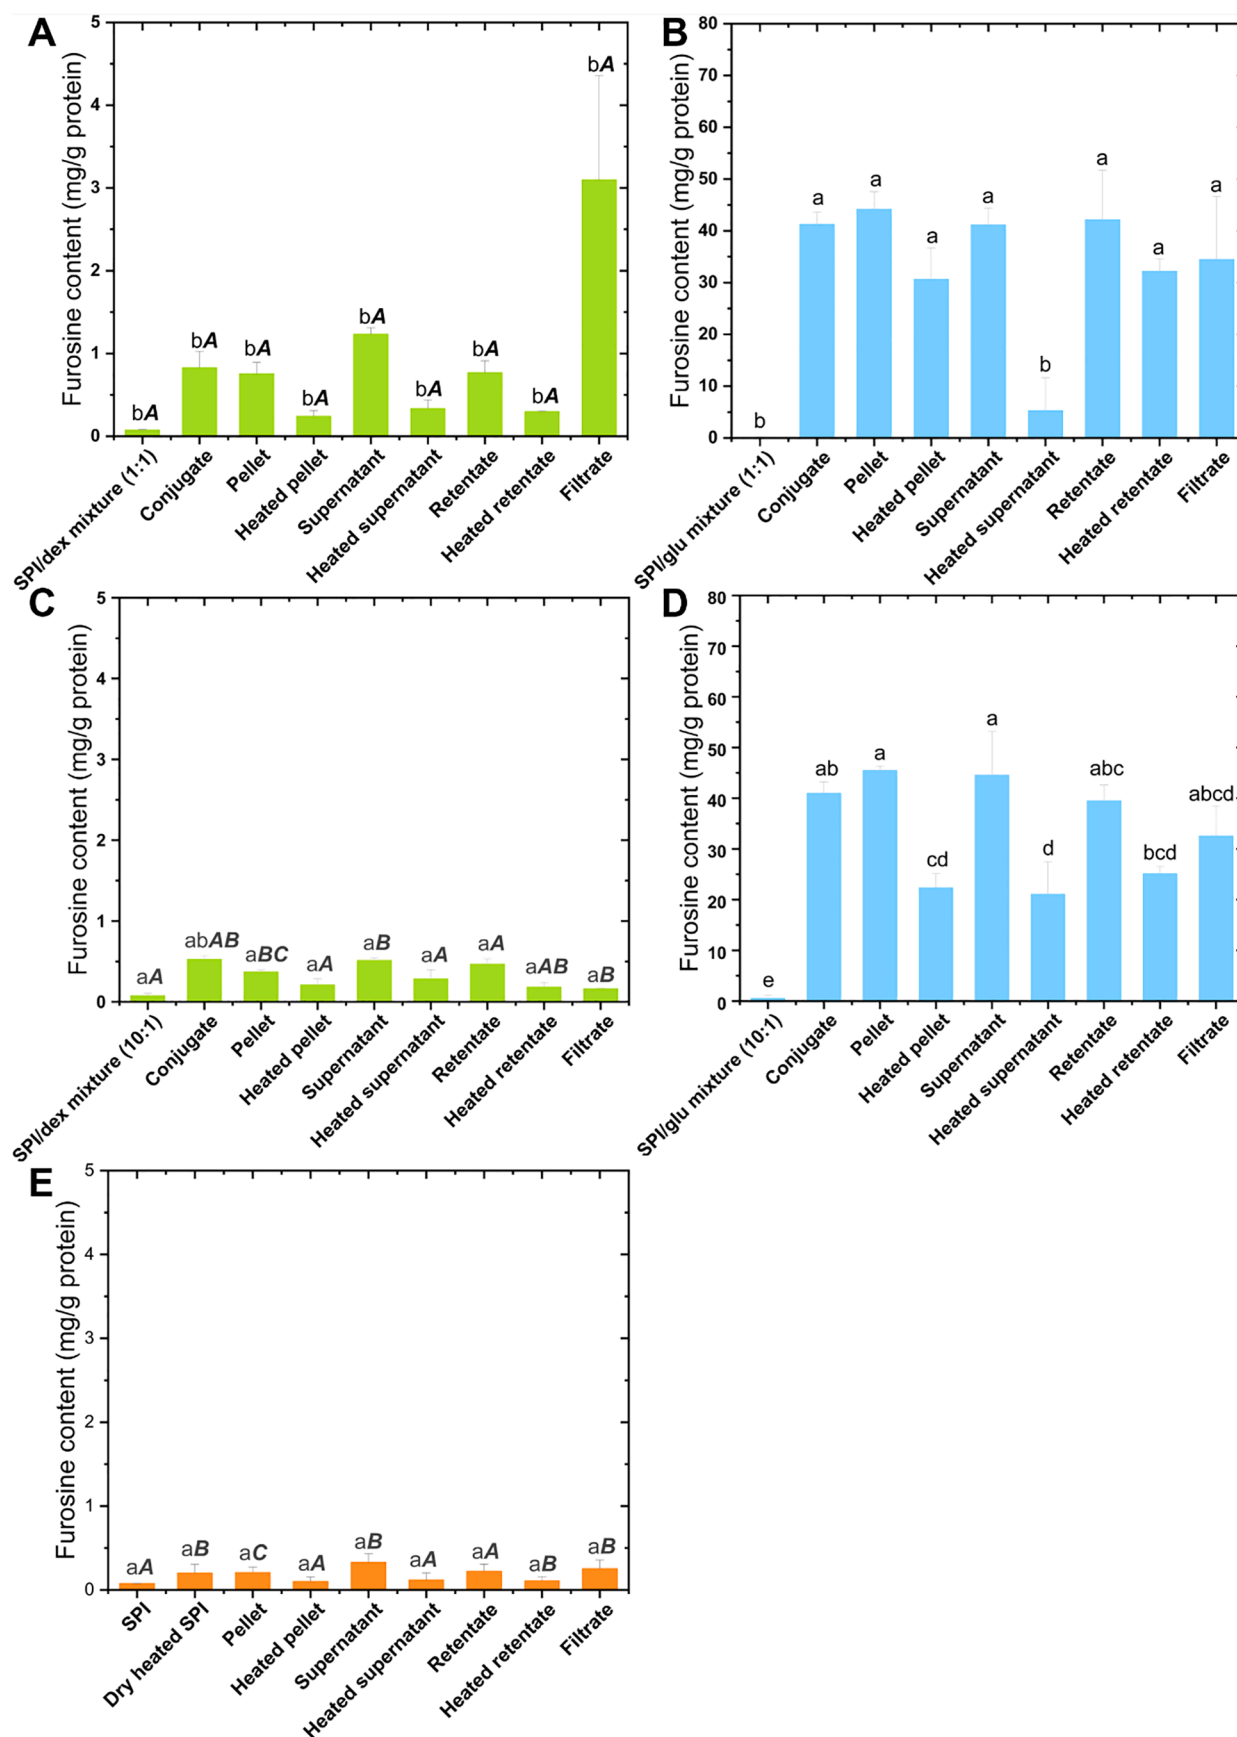 A
Furosine content (mg/g protein)
5
4
3
2
1
0
bA
bA
bA
bA
bA
bA
bA
bA
bA
SPI/dex mixture (1:1)
Conjugate
Pellet
Heated pellet
Supernatant
Heated supernatant
Retentate
Heated retentate
Filtrate
B
Furosine content (mg/g protein)
80
70
60
50
40
30
20
10
0
b
a
a
a
a
b
a
a
a
SPI/glu mixture (1:1)
Conjugate
Pellet
Heated pellet
Supernatant
Heated supernatant
Retentate
Heated retentate
Filtrate
C
Furosine content (mg/g protein)
5
4
3
2
1
0
aA
abAB
aBC
aA
aB
aA
aA
aAB
aB
SPI/dex mixture (10:1)
Conjugate
Pellet
Heated pellet
Supernatant
Heated supernatant
Retentate
Heated retentate
Filtrate
D
Furosine content (mg/g protein)
80
70
60
50
40
30
20
10
0
e
ab
a
cd
a
d
abc
bcd
abcd
SPI/glu mixture (10:1)
Conjugate
Pellet
Heated pellet
Supernatant
Heated supernatant
Retentate
Heated retentate
Filtrate
E
Furosine content (mg/g protein)
5
4
3
2
1
0
aA
aB
aC
aA
aB
aA
aA
aB
aB
SPI
Dry heated SPI
Pellet
Heated pellet
Supernatant
Heated supernatant
Retentate
Heated retentate
Filtrate